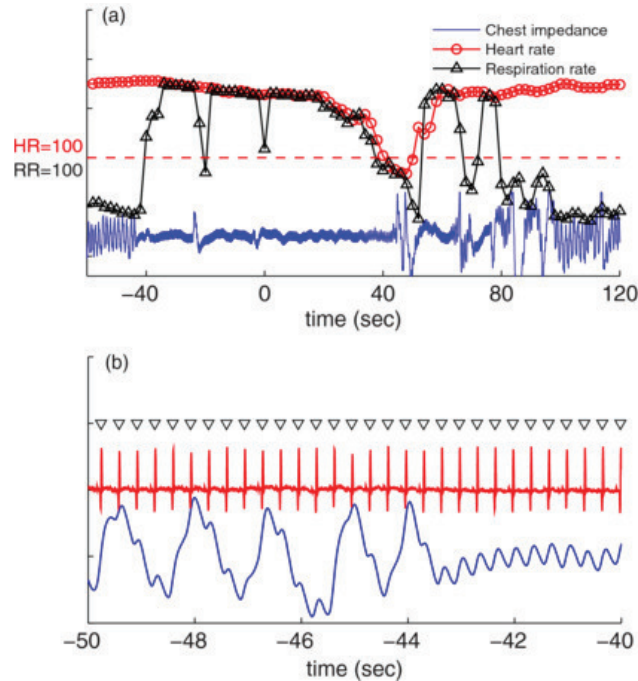 (a)
Chest impedance
Heart rate
Respiration rate
HR=100
RR=100
−40 0 40 80 120
time (sec)
(b)
−50 −48 −46 −44 −42 −40
time (sec)